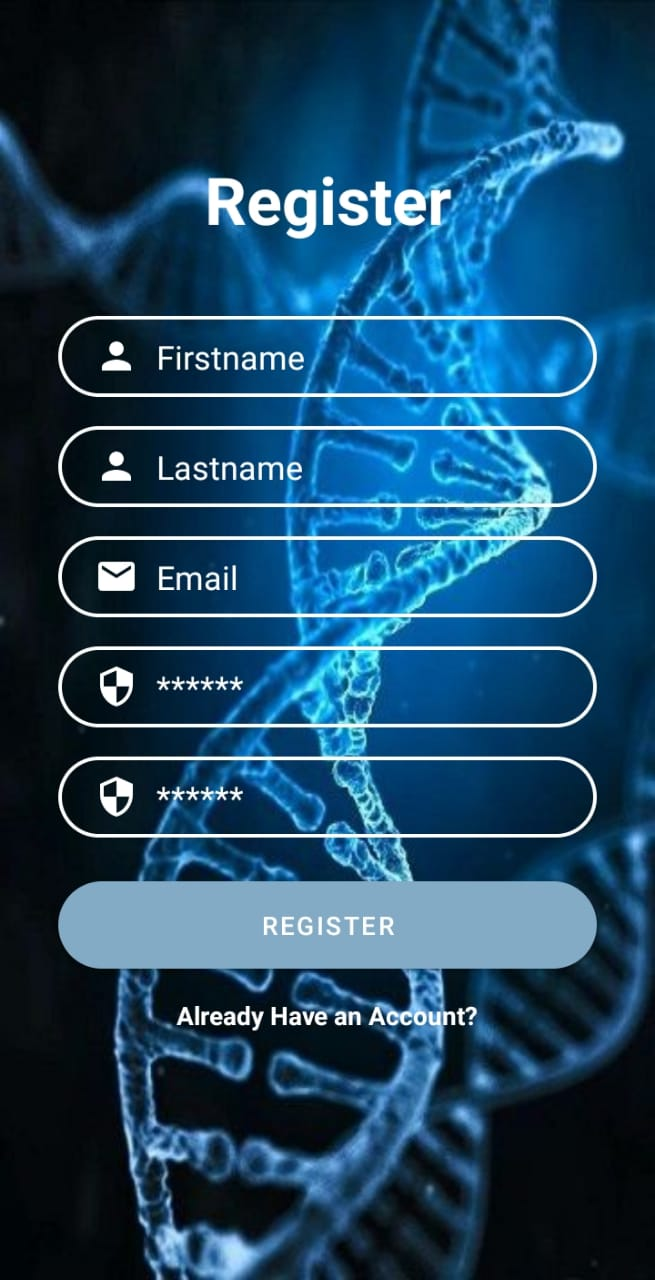 Register
Firstname
Lastname
Email
******
******
REGISTER
Already Have an Account?